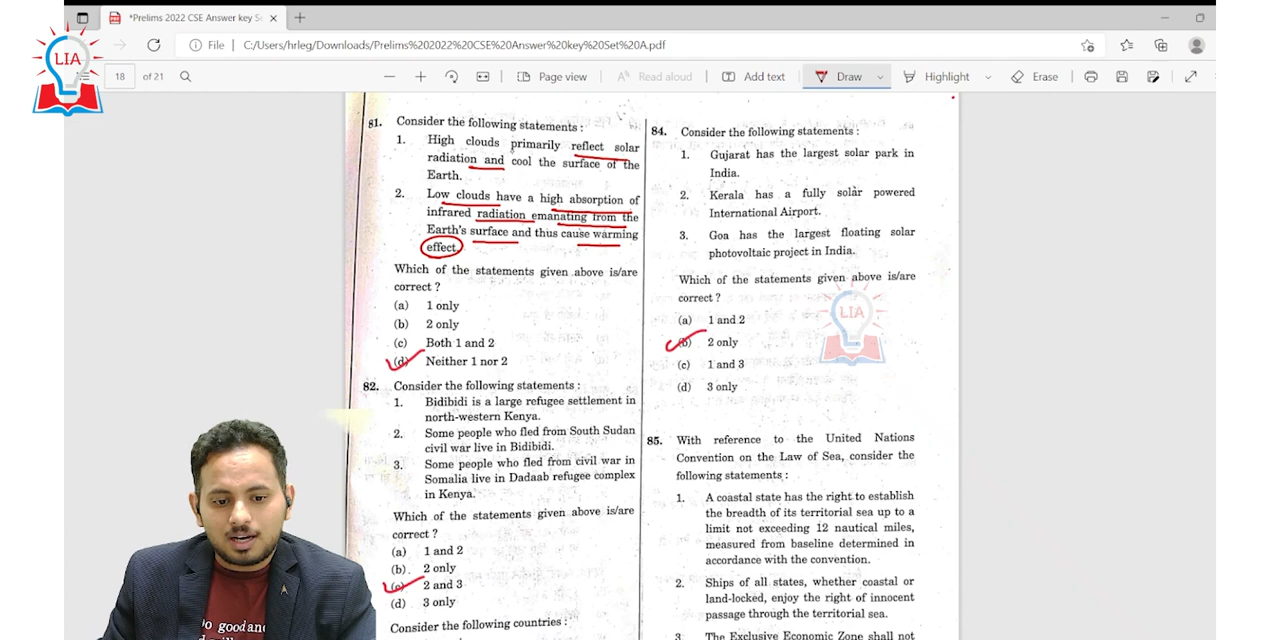 *Prelims 2022 CSE Answer key Se
File
C:/Users/hrleg/Downloads/Prelims%202022%20CSE%20Answer%20key%20Set%20A.pdf
LIA
18
of 21
Page view
Read aloud
Add text
Draw
Highlight
Erase
81. Consider the following statements :
1. High clouds primarily reflect solar
radiation and cool the surface of the
Earth.
2. Low clouds have a high absorption of
infrared radiation emanating from the
Earth's surface and thus cause warming
effect.
Which of the statements given above is/are
correct ?
(a) 1 only
(b) 2 only
(c) Both 1 and 2
(d) Neither 1 nor 2
82. Consider the following statements :
1. Bidibidi is a large refugee settlement in
north-western Kenya.
2. Some people who fled from South Sudan
civil war live in Bidibidi.
3. Some people who fled from civil war in
Somalia live in Dadaab refugee complex
in Kenya.
Which of the statements given above is/are
correct ?
(a) 1 and 2
(b) 2 only
(c) 2 and 3
(d) 3 only
Consider the following countries :
84. Consider the following statements :
1. Gujarat has the largest solar park in
India.
2. Kerala has a fully solar powered
International Airport.
3. Goa has the largest floating solar
photovoltaic project in India.
Which of the statements given above is/are
correct ?
(a) 1 and 2
(b) 2 only
(c) 1 and 3
(d) 3 only
LIA
85. With reference to the United Nations
Convention on the Law of Sea, consider the
following statements :
1. A coastal state has the right to establish
the breadth of its territorial sea up to a
limit not exceeding 12 nautical miles,
measured from baseline determined in
accordance with the convention.
2. Ships of all states, whether coastal or
land-locked, enjoy the right of innocent
passage through the territorial sea.
3. The Exclusive Economic Zone shall not
good and